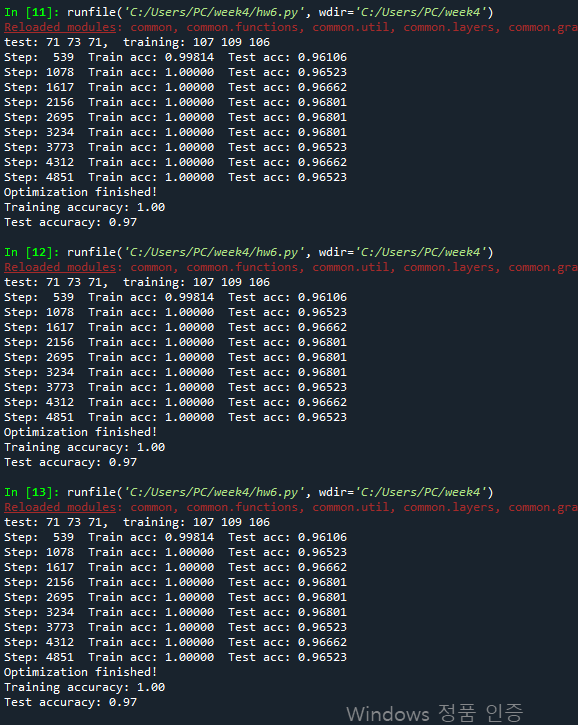 In [11]: runfile('C:/Users/PC/week4/hw6.py', wdir='C:/Users/PC/week4')
Reloaded modules: common, common.functions, common.util, common.layers, common.gra
test: 71 73 71,  training: 107 109 106
Step:  539  Train acc: 0.99814  Test acc: 0.96106
Step: 1078  Train acc: 1.00000  Test acc: 0.96523
Step: 1617  Train acc: 1.00000  Test acc: 0.96662
Step: 2156  Train acc: 1.00000  Test acc: 0.96801
Step: 2695  Train acc: 1.00000  Test acc: 0.96801
Step: 3234  Train acc: 1.00000  Test acc: 0.96801
Step: 3773  Train acc: 1.00000  Test acc: 0.96523
Step: 4312  Train acc: 1.00000  Test acc: 0.96662
Step: 4851  Train acc: 1.00000  Test acc: 0.96523
Optimization finished!
Training accuracy: 1.00
Test accuracy: 0.97
In [12]: runfile('C:/Users/PC/week4/hw6.py', wdir='C:/Users/PC/week4')
Reloaded modules: common, common.functions, common.util, common.layers, common.gra
test: 71 73 71,  training: 107 109 106
Step:  539  Train acc: 0.99814  Test acc: 0.96106
Step: 1078  Train acc: 1.00000  Test acc: 0.96523
Step: 1617  Train acc: 1.00000  Test acc: 0.96662
Step: 2156  Train acc: 1.00000  Test acc: 0.96801
Step: 2695  Train acc: 1.00000  Test acc: 0.96801
Step: 3234  Train acc: 1.00000  Test acc: 0.96801
Step: 3773  Train acc: 1.00000  Test acc: 0.96523
Step: 4312  Train acc: 1.00000  Test acc: 0.96662
Step: 4851  Train acc: 1.00000  Test acc: 0.96523
Optimization finished!
Training accuracy: 1.00
Test accuracy: 0.97
In [13]: runfile('C:/Users/PC/week4/hw6.py', wdir='C:/Users/PC/week4')
Reloaded modules: common, common.functions, common.util, common.layers, common.gra
test: 71 73 71,  training: 107 109 106
Step:  539  Train acc: 0.99814  Test acc: 0.96106
Step: 1078  Train acc: 1.00000  Test acc: 0.96523
Step: 1617  Train acc: 1.00000  Test acc: 0.96662
Step: 2156  Train acc: 1.00000  Test acc: 0.96801
Step: 2695  Train acc: 1.00000  Test acc: 0.96801
Step: 3234  Train acc: 1.00000  Test acc: 0.96801
Step: 3773  Train acc: 1.00000  Test acc: 0.96523
Step: 4312  Train acc: 1.00000  Test acc: 0.96662
Step: 4851  Train acc: 1.00000  Test acc: 0.96523
Optimization finished!
Training accuracy: 1.00
Test accuracy: 0.97
Windows 정품 인증